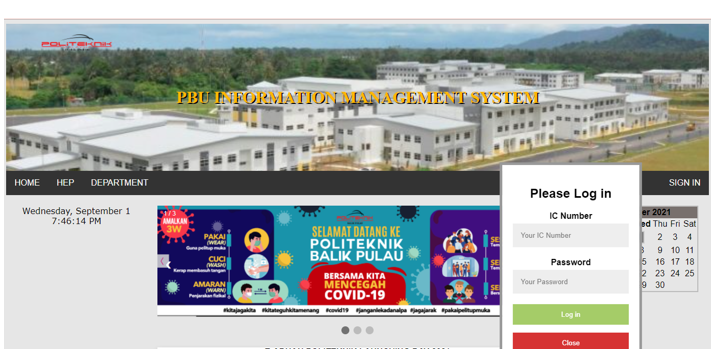 POLITEKNIK
PBU INFORMATION MANAGEMENT SYSTEM
HOME HEP DEPARTMENT SIGN IN
Wednesday, September 1
7:46:14 PM
1 / 3
AMALKAN
3W
PAKAI
(WEAR)
Guna pelitup muka
CUCI
(WASH)
Kerap membasuh tangan
AMARAN
(WARN)
Penjarakan fizikal
SELAMAT DATANG KE
POLITEKNIK
BALIK PULAU
BERSAMA KITA
MENCEGAH
COVID-19
#kitajagakita #kitateguhkitamenang #covid19 #janganleka #jagajarak #pakaipelitupmuka
Please Log in
IC Number
Your IC Number
Password
Your Password
Log in
Close
er 2021
ed Thu Fri Sat
2 3 4
9 10 11
5 16 17 18
2 23 24 25
9 30